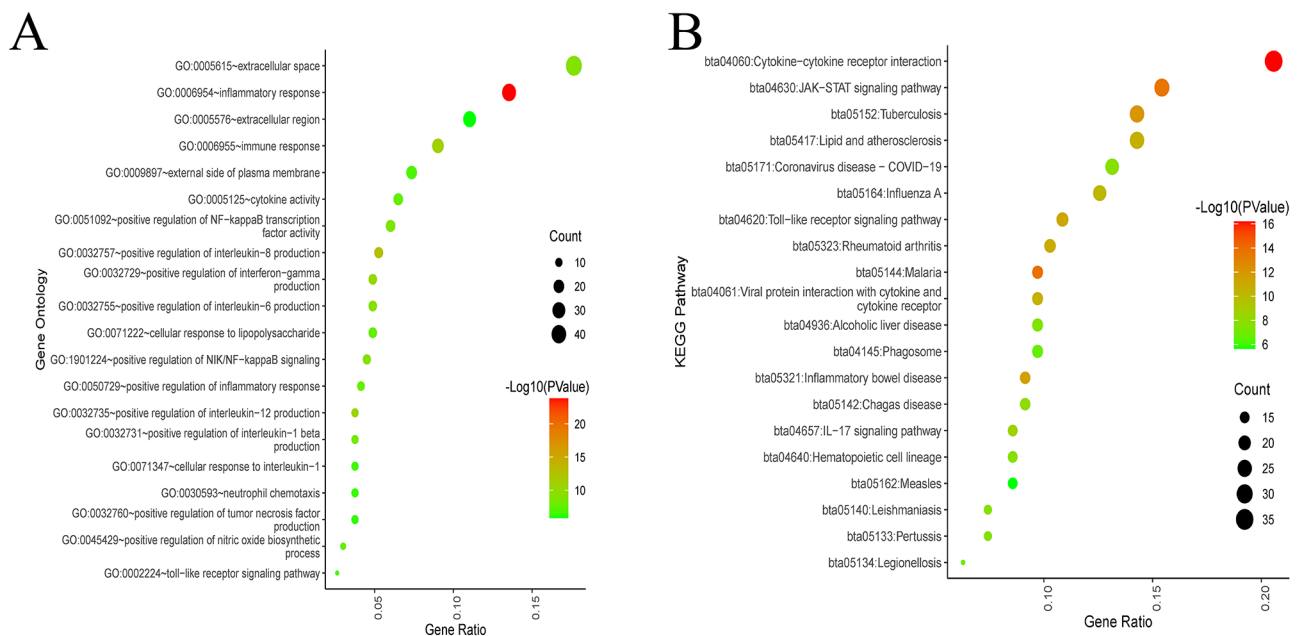 A
GO:0005615~extracellular space
GO:0006954~inflammatory response
GO:0005576~extracellular region
GO:0006955~immune response
GO:0009897~external side of plasma membrane
GO:0005125~cytokine activity
GO:0051092~positive regulation of NF−kappaB transcription
factor activity
GO:0032757~positive regulation of interleukin−8 production
GO:0032729~positive regulation of interferon−gamma
production
GO:0032755~positive regulation of interleukin−6 production
GO:0071222~cellular response to lipopolysaccharide
GO:1901224~positive regulation of NIK/NF−kappaB signaling
GO:0050729~positive regulation of inflammatory response
GO:0032735~positive regulation of interleukin−12 production
GO:0032731~positive regulation of interleukin−1 beta
production
GO:0071347~cellular response to interleukin−1
GO:0030593~neutrophil chemotaxis
GO:0032760~positive regulation of tumor necrosis factor
production
GO:0045429~positive regulation of nitric oxide biosynthetic
process
GO:0002224~toll−like receptor signaling pathway
Gene Ontology
0.05
0.10
0.15
Gene Ratio
Count
10
20
30
40
-Log10(PValue)
20
15
10
B
bta04060:Cytokine−cytokine receptor interaction
bta04630:JAK−STAT signaling pathway
bta05152:Tuberculosis
bta05417:Lipid and atherosclerosis
bta05171:Coronavirus disease − COVID−19
bta05164:Influenza A
bta04620:Toll−like receptor signaling pathway
bta05323:Rheumatoid arthritis
bta05144:Malaria
bta04061:Viral protein interaction with cytokine and
cytokine receptor
bta04936:Alcoholic liver disease
bta04145:Phagosome
bta05321:Inflammatory bowel disease
bta05142:Chagas disease
bta04657:IL−17 signaling pathway
bta04640:Hematopoietic cell lineage
bta05162:Measles
bta05140:Leishmaniasis
bta05133:Pertussis
bta05134:Legionellosis
KEGG Pathway
0.10
0.15
0.20
Gene Ratio
-Log10(PValue)
16
14
12
10
8
6
Count
15
20
25
30
35